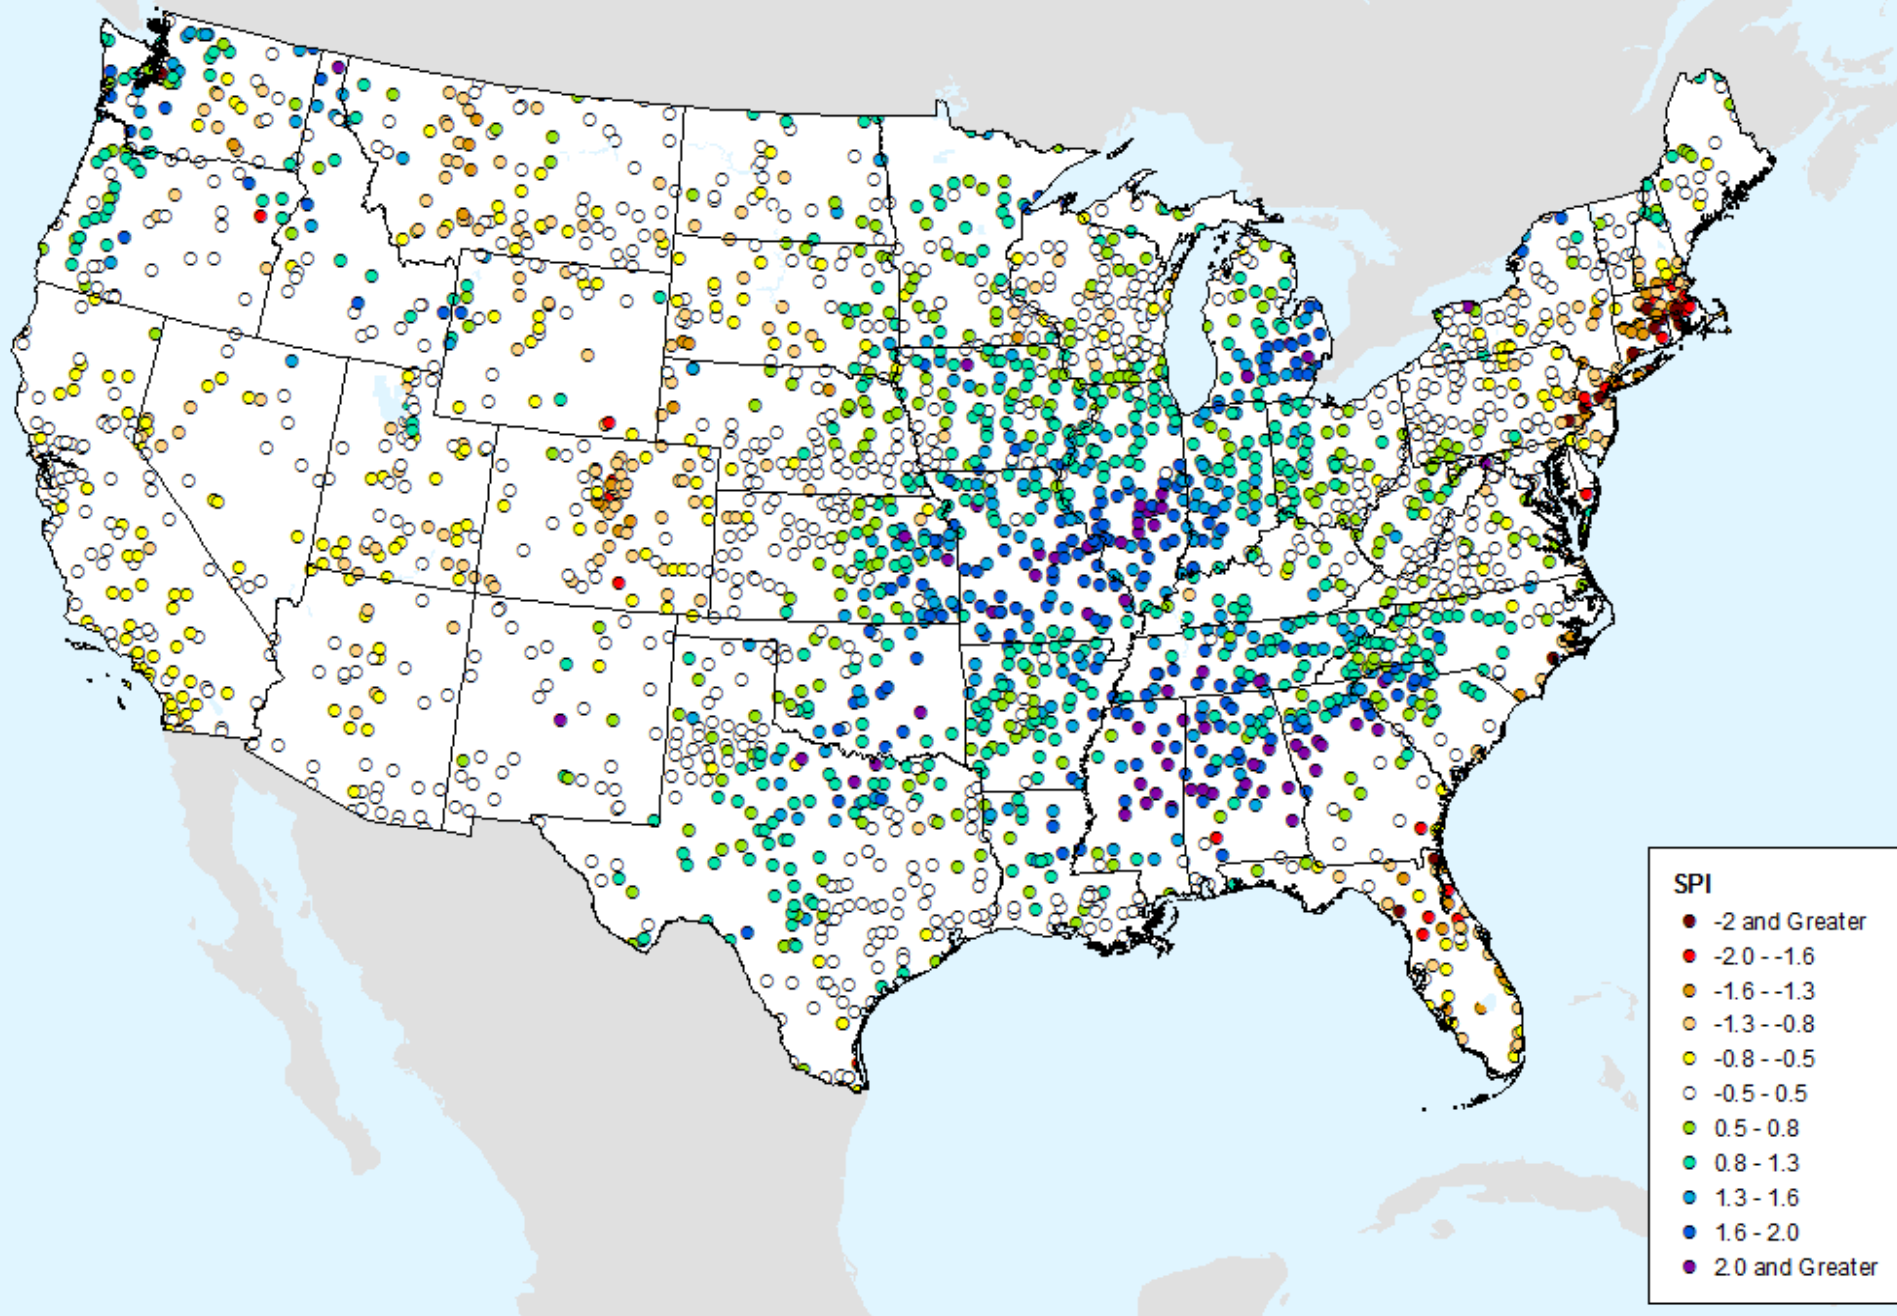 SPI
-2 and Greater
-2.0 - -1.6
-1.6 - -1.3
-1.3 - -0.8
-0.8 - -0.5
-0.5 - 0.5
0.5 - 0.8
0.8 - 1.3
1.3 - 1.6
1.6 - 2.0
2.0 and Greater